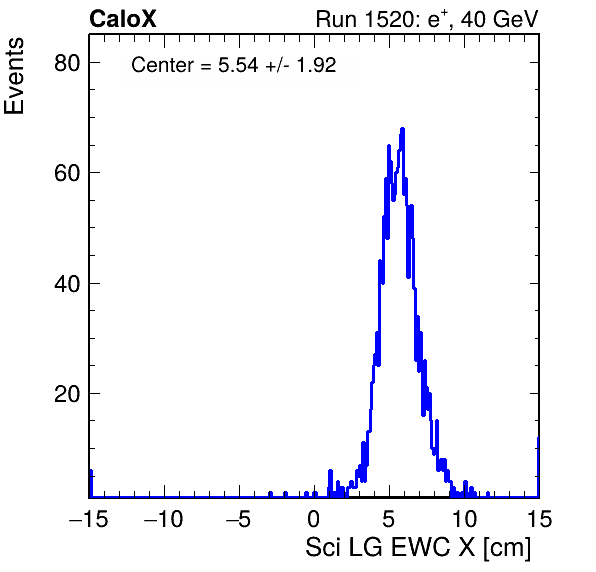 CaloX Run 1520: e⁺, 40 GeV
Events
Center = 5.54 +/- 1.92
80
60
40
20
−15 −10 −5 0 5 10 15
Sci LG EWC X [cm]